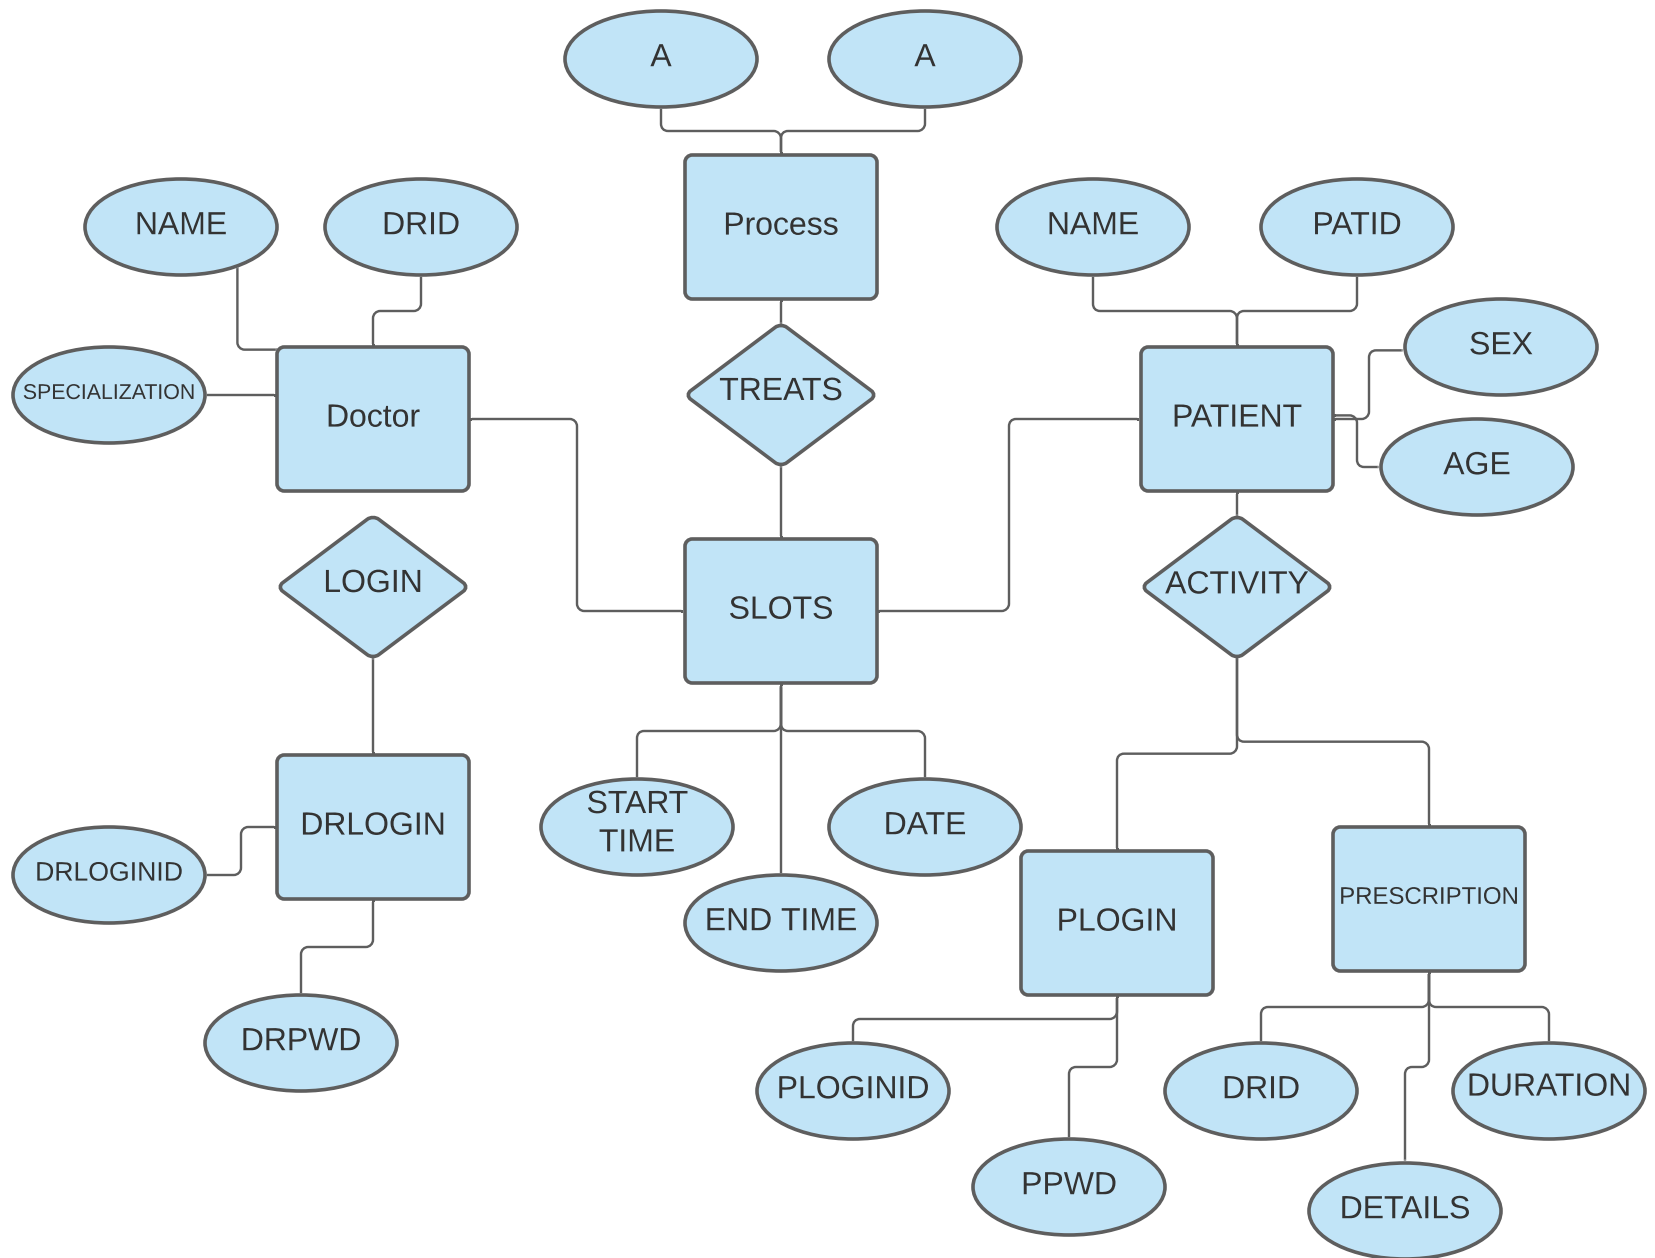 A
A
Process
NAME
DRID
NAME
PATID
SEX
SPECIALIZATION
TREATS
Doctor
PATIENT
AGE
LOGIN
ACTIVITY
SLOTS
START
TIME
DATE
DRLOGIN
DRLOGINID
END TIME
PLOGIN
PRESCRIPTION
DRPWD
PLOGINID
DRID
DURATION
PPWD
DETAILS